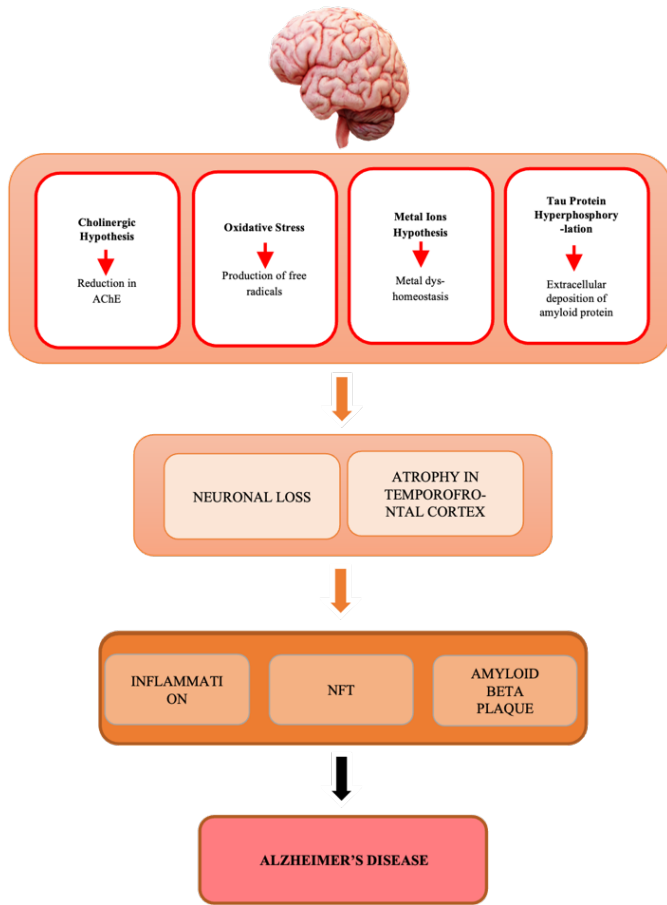 Cholinergic
Hypothesis
Reduction in
AChE
Oxidative Stress
Production of free
radicals
Metal Ions
Hypothesis
Metal dys-
homeostasis
Tau Protein
Hyperphosphory
-lation
Extracellular
deposition of
amyloid protein
NEURONAL LOSS
ATROPHY IN
TEMPOROFRO-
NTAL CORTEX
INFLAMMATI
ON
NFT
AMYLOID
BETA
PLAQUE
ALZHEIMER’S DISEASE